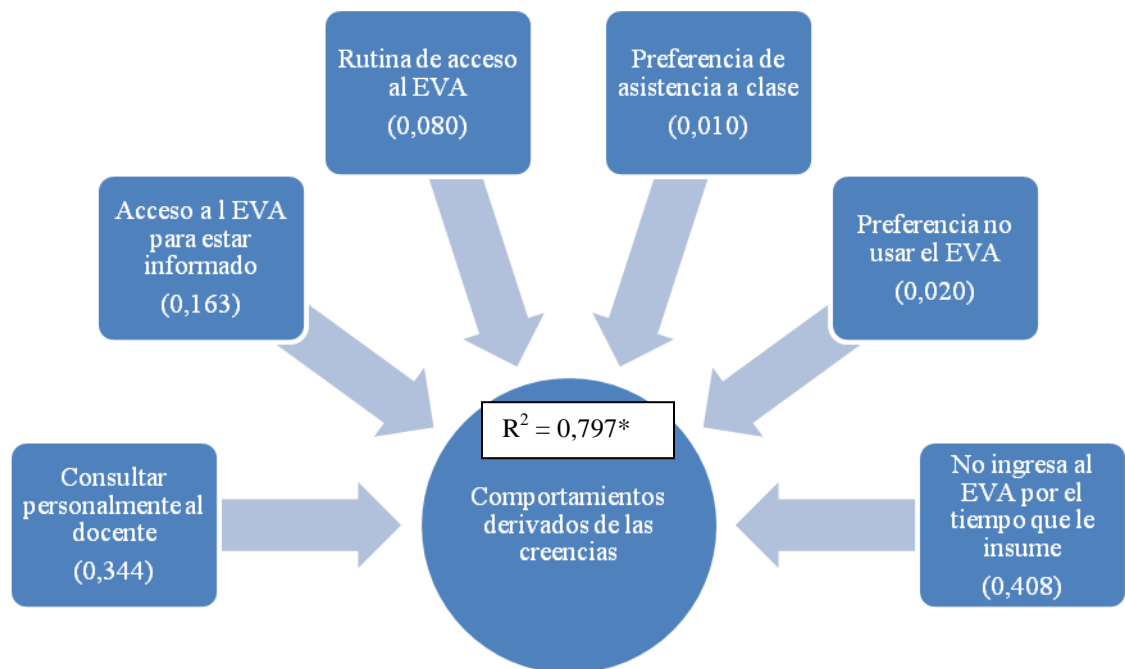 Rutina de acceso
al EVA
(0,080)
Preferencia de
asistencia a clase
(0,010)
Acceso a l EVA
para estar
informado
(0,163)
Preferencia no
usar el EVA
(0,020)
Consultar
personalmente al
docente
(0,344)
R² = 0,797*
Comportamientos
derivados de las
creencias
No ingresa al
EVA por el
tiempo que le
insume
(0,408)